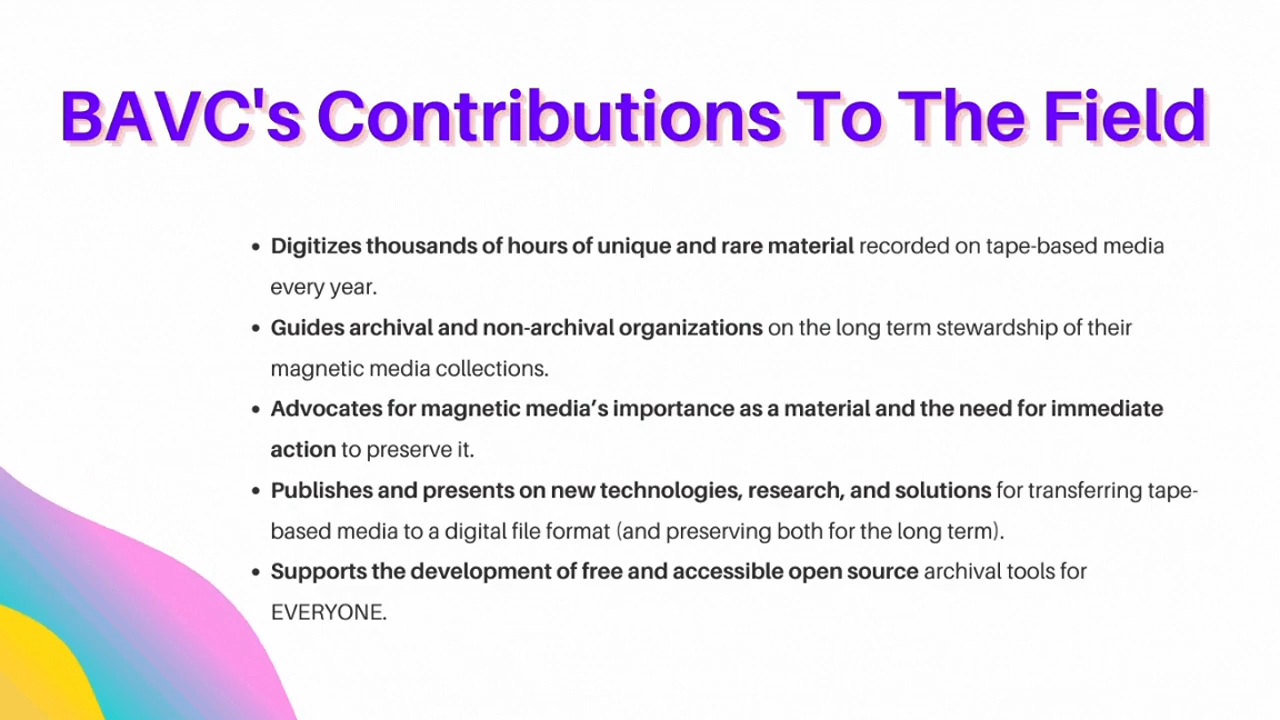 BAVC's Contributions To The Field
• Digitizes thousands of hours of unique and rare material recorded on tape-based media
every year.
• Guides archival and non-archival organizations on the long term stewardship of their
magnetic media collections.
• Advocates for magnetic media’s importance as a material and the need for immediate
action to preserve it.
• Publishes and presents on new technologies, research, and solutions for transferring tape-
based media to a digital file format (and preserving both for the long term).
• Supports the development of free and accessible open source archival tools for
EVERYONE.